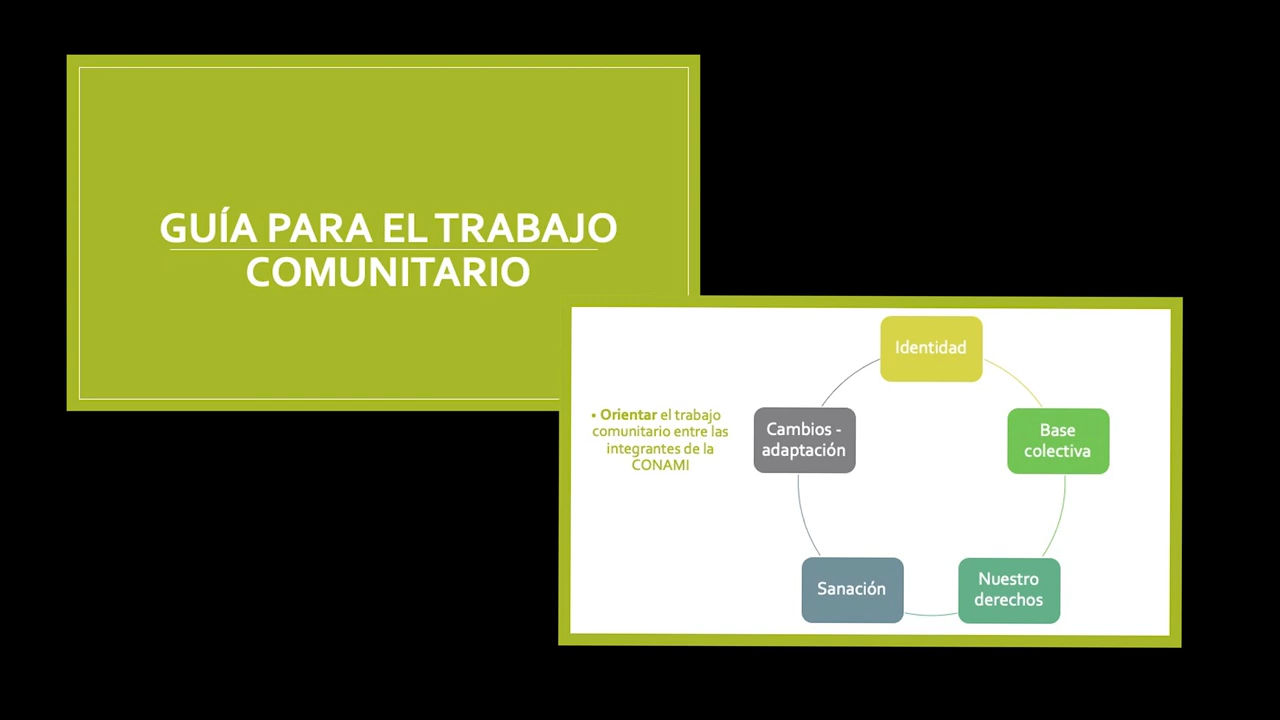 GUÍA PARA EL TRABAJO
COMUNITARIO
• Orientar el trabajo
comunitario entre las
integrantes de la
CONAMI
Identidad
Base
colectiva
Nuestro
derechos
Sanación
Cambios -
adaptación